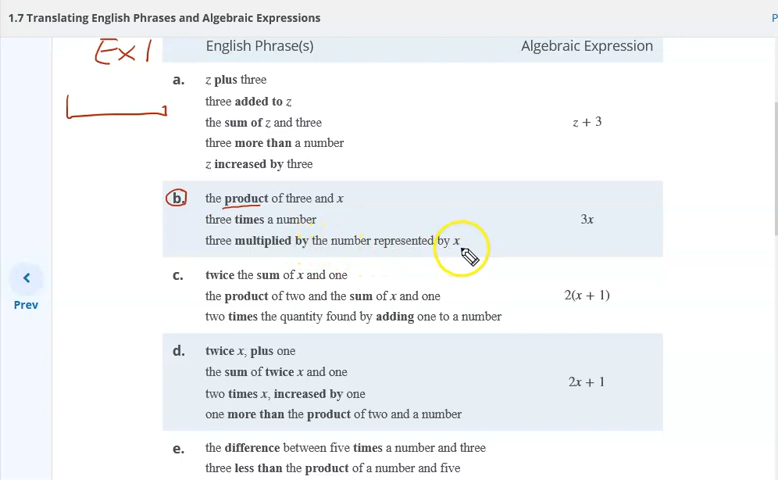 1.7 Translating English Phrases and Algebraic Expressions
P
Ex1
English Phrase(s) Algebraic Expression
a. z plus three
three added to z
the sum of z and three
z + 3
three more than a number
z increased by three
b. the product of three and x
three times a number
3x
three multiplied by the number represented by x
c. twice the sum of x and one
the product of two and the sum of x and one
2(x + 1)
two times the quantity found by adding one to a number
Prev
d. twice x, plus one
the sum of twice x and one
2x + 1
two times x, increased by one
one more than the product of two and a number
e. the difference between five times a number and three
three less than the product of a number and five